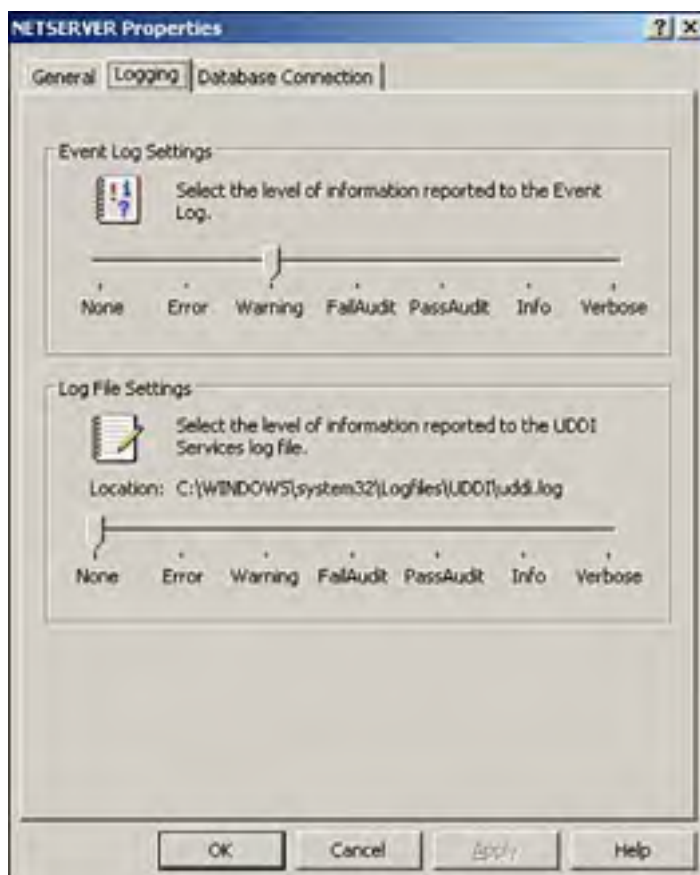 NETSERVER Properties
General Logging Database Connection
Event Log Settings
Select the level of information reported to the Event
Log.
None Error Warning FailAudit PassAudit Info Verbose
Log File Settings
Select the level of information reported to the UDDI
Services log file.
Location: C:\WINDOWS\system32\Logfiles\UDDI\uddi.log
None Error Warning FailAudit PassAudit Info Verbose
OK Cancel Apply Help